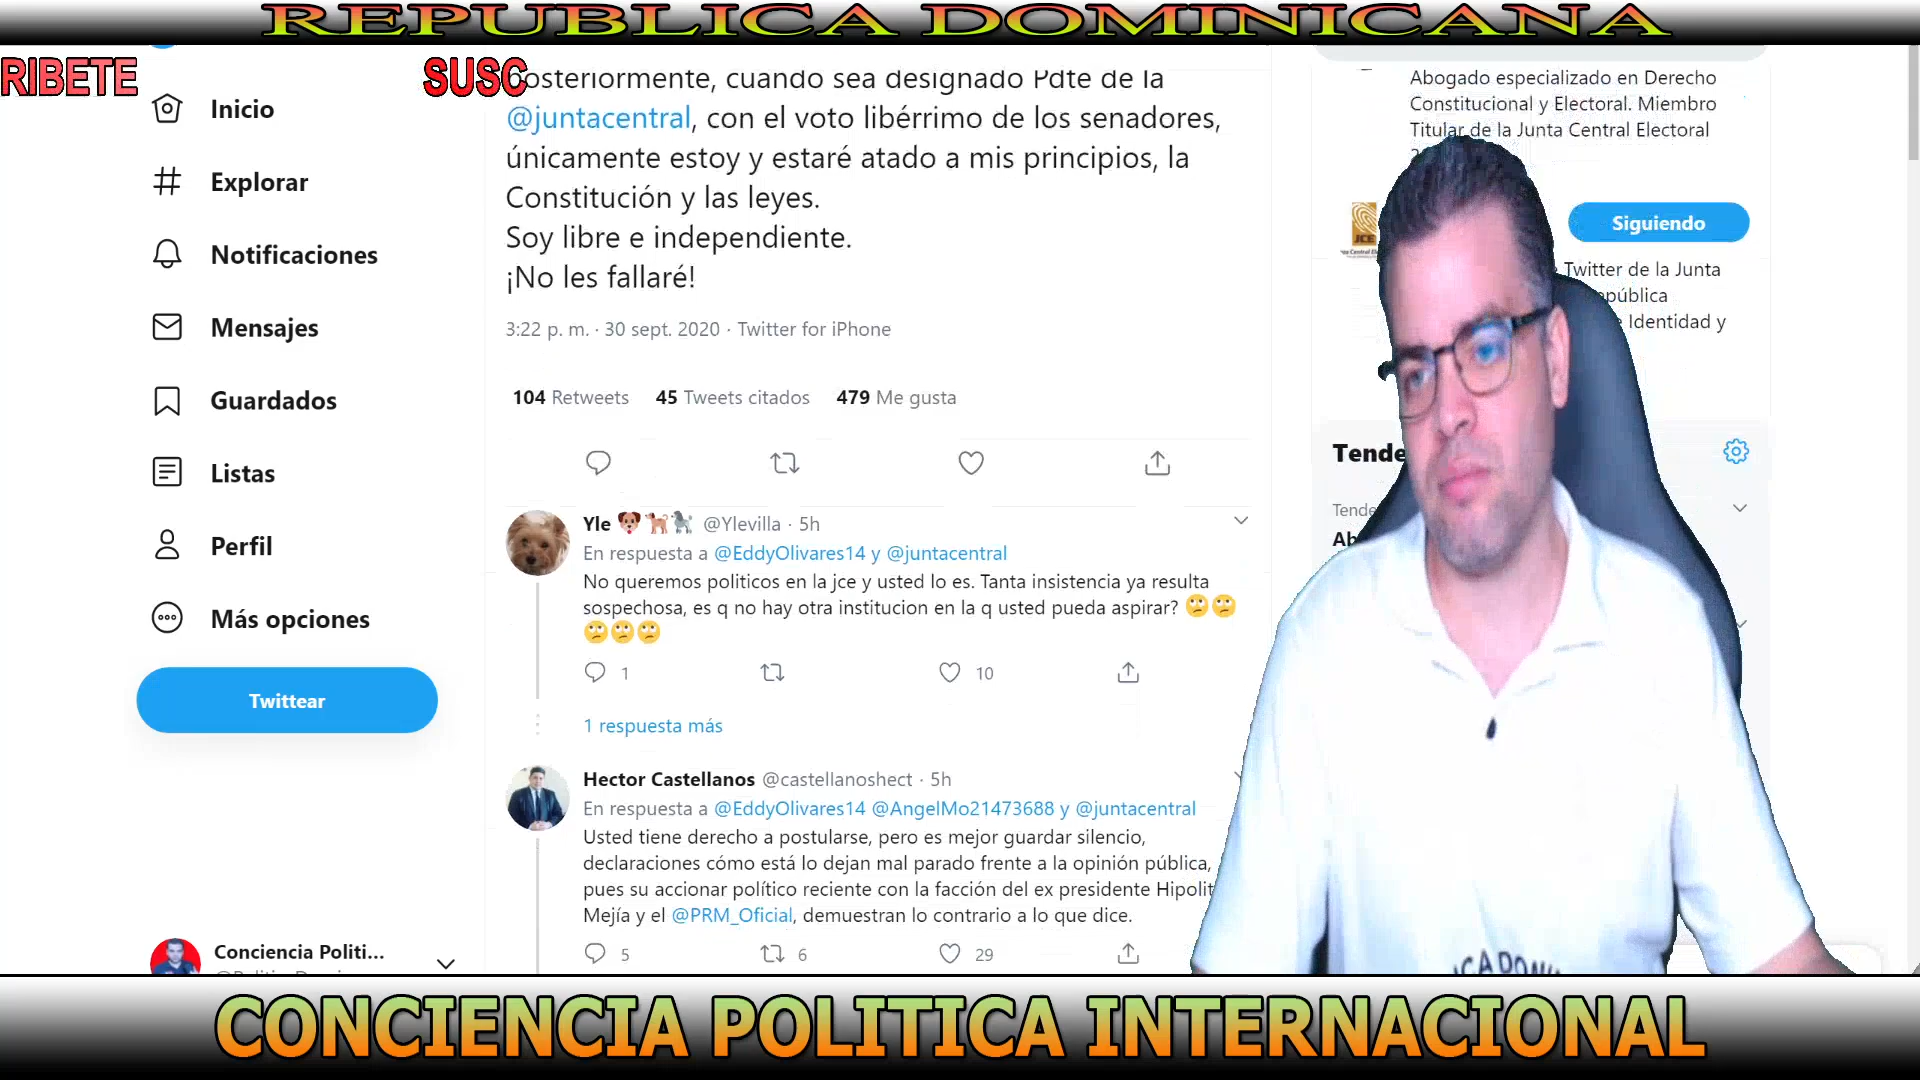 REPUBLICA DOMINICANA
RIBETE
SUSC
Inicio
Explorar
Notificaciones
Mensajes
Guardados
Listas
Perfil
Más opciones
Twittear
Conciencia Politi...
posteriormente, cuando sea designado Pdte de la
@juntacentral, con el voto libérrimo de los senadores,
únicamente estoy y estaré atado a mis principios, la
Constitución y las leyes.
Soy libre e independiente.
¡No les fallaré!
3:22 p. m. · 30 sept. 2020 · Twitter for iPhone
104 Retweets 45 Tweets citados 479 Me gusta
Yle 🐶🐕🐩 @Ylevilla · 5h
En respuesta a @EddyOlivares14 y @juntacentral
No queremos politicos en la jce y usted lo es. Tanta insistencia ya resulta
sospechosa, es q no hay otra institucion en la q usted pueda aspirar? 🙄🙄
🙄🙄🙄
1 10
1 respuesta más
Hector Castellanos @castellanoshect · 5h
En respuesta a @EddyOlivares14 @AngelMo21473688 y @juntacentral
Usted tiene derecho a postularse, pero es mejor guardar silencio,
declaraciones cómo está lo dejan mal parado frente a la opinión pública,
pues su accionar político reciente con la facción del ex presidente Hipolit
Mejía y el @PRM_Oficial, demuestran lo contrario a lo que dice.
5 6 29
Abogado especializado en Derecho
Constitucional y Electoral. Miembro
Titular de la Junta Central Electoral
JCE
Siguiendo
Twitter de la Junta
epública
Identidad y
Tende
Tende
Ab
CONCIENCIA POLITICA INTERNACIONAL